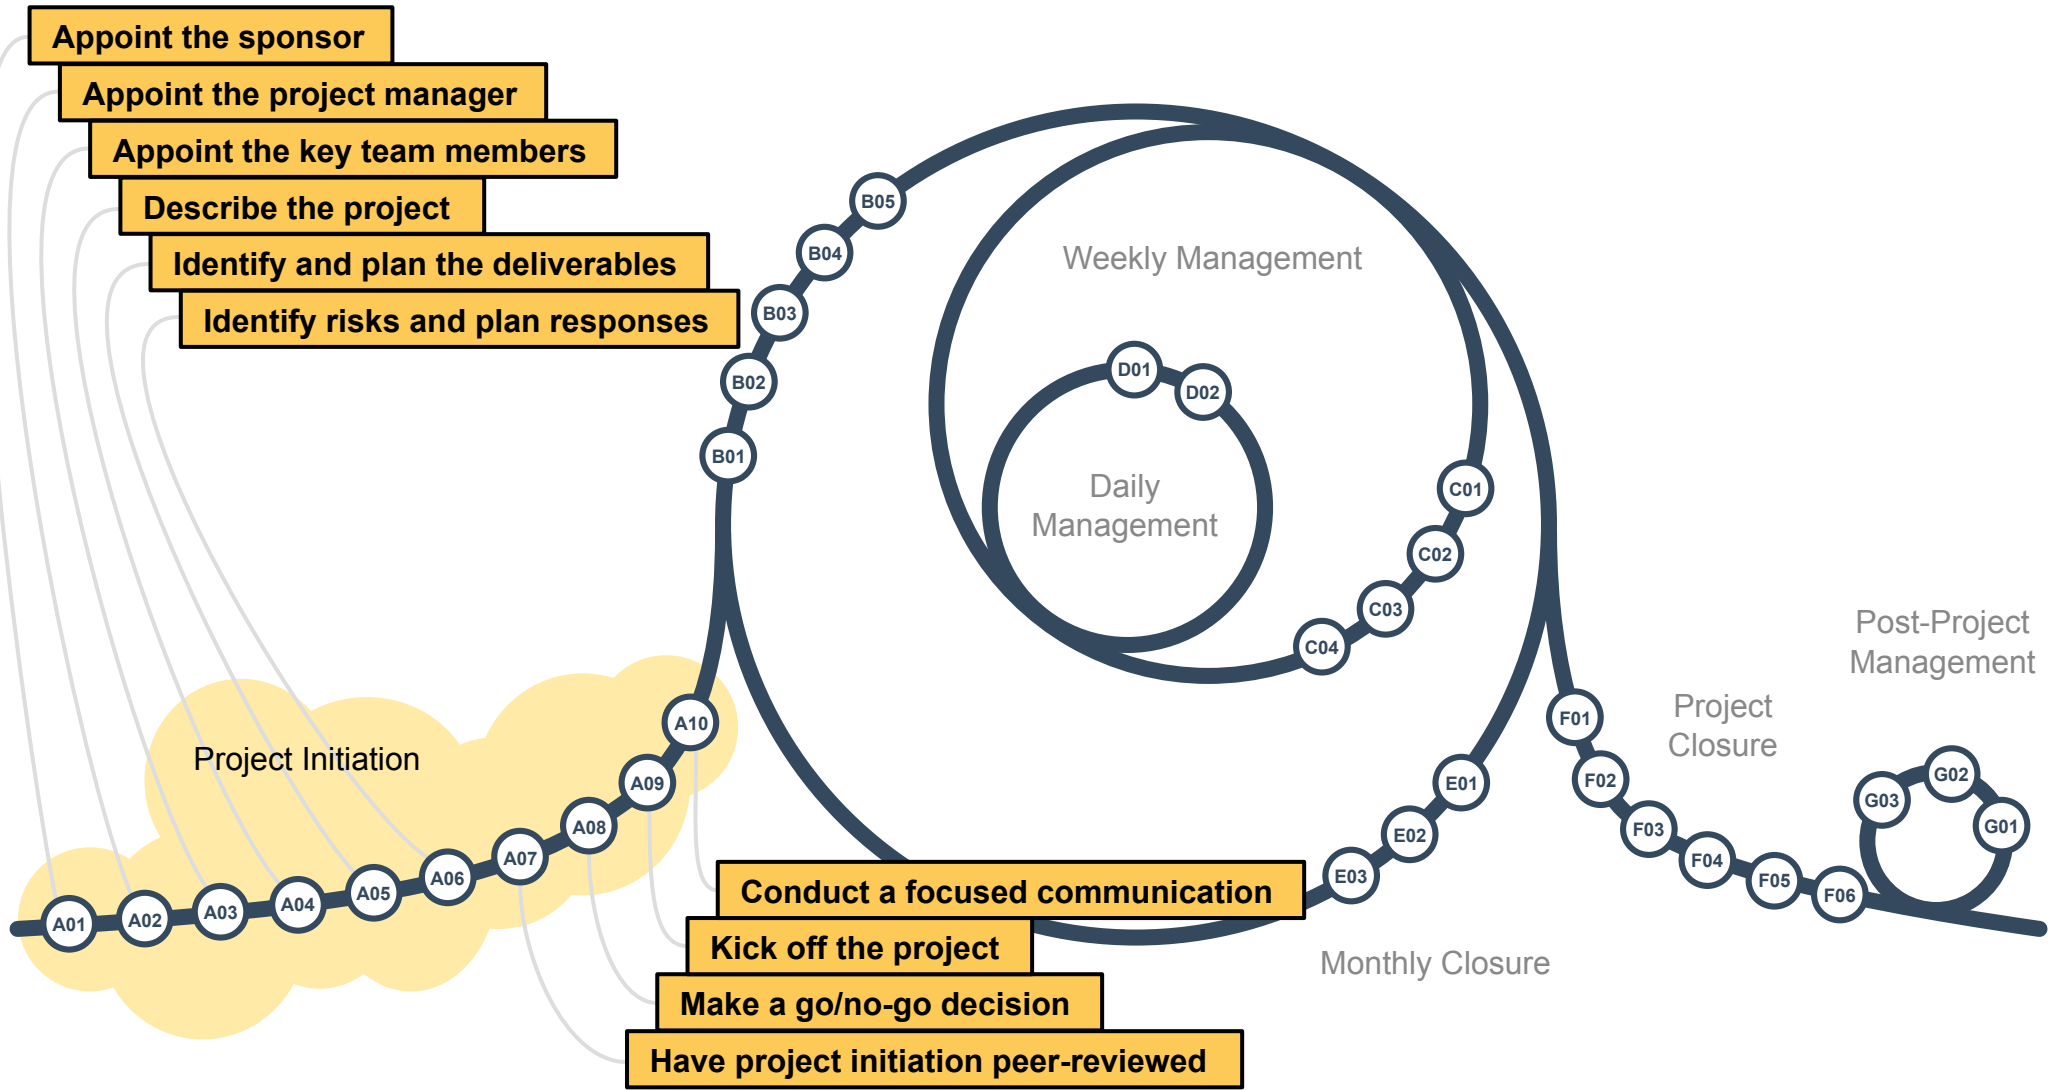 Appoint the sponsor
Appoint the project manager
Appoint the key team members
Describe the project
Identify and plan the deliverables
Identify risks and plan responses
B05
B04
B03
B02
B01
Weekly Management
D01
D02
Daily
Management
C01
C02
C03
C04
Project Initiation
A01
A02
A03
A04
A05
A06
A07
A08
A09
A10
E01
E02
E03
Monthly Closure
Project
Closure
F01
F02
F03
F04
F05
F06
Post-Project
Management
G03
G02
G01
Conduct a focused communication
Kick off the project
Make a go/no-go decision
Have project initiation peer-reviewed